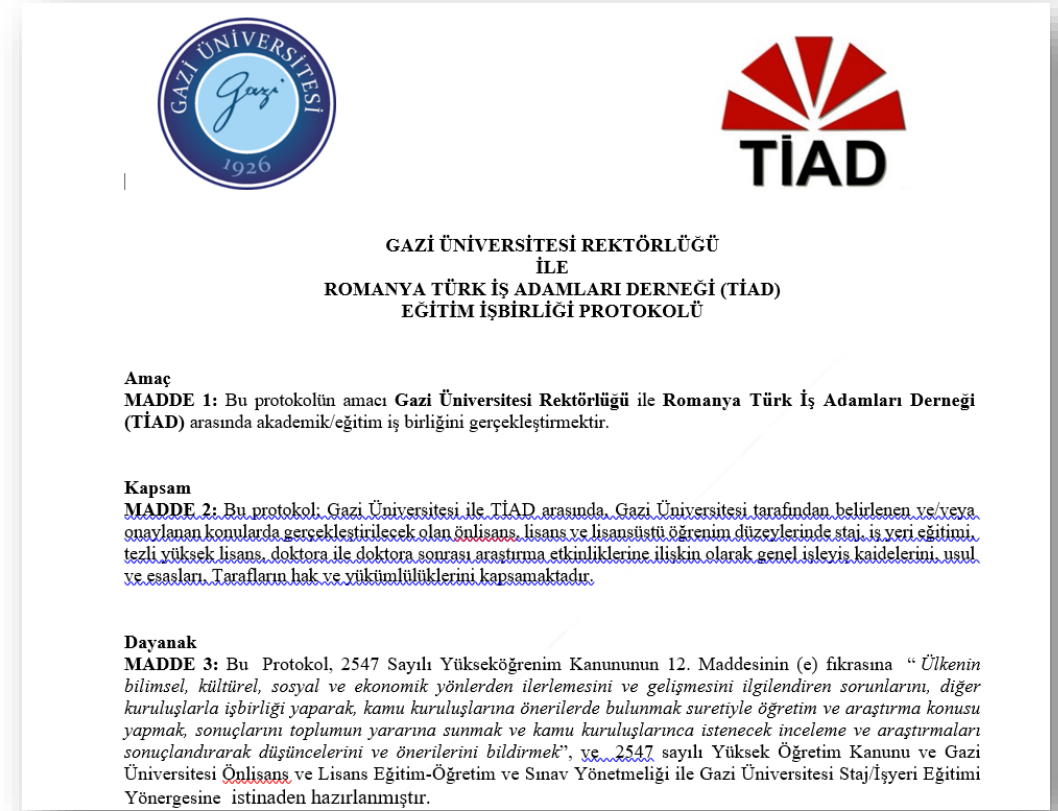 GAZİ ÜNİVERSİTESİ
Gazi
1926
TİAD
GAZİ ÜNİVERSİTESİ REKTÖRLÜĞÜ
İLE
ROMANYA TÜRK İŞ ADAMLARI DERNEĞİ (TİAD)
EĞİTİM İŞBİRLİĞİ PROTOKOLÜ
Amaç
MADDE 1: Bu protokolün amacı Gazi Üniversitesi Rektörlüğü ile Romanya Türk İş Adamları Derneği
(TİAD) arasında akademik/eğitim iş birliğini gerçekleştirmektir.
Kapsam
MADDE 2: Bu protokol; Gazi Üniversitesi ile TİAD arasında, Gazi Üniversitesi tarafından belirlenen ve/veya
onaylanan konularda gerçekleştirilecek olan önlisans, lisans ve lisansüstü öğrenim düzeylerinde staj, iş yeri eğitimi,
tezli yüksek lisans, doktora ile doktora sonrası araştırma etkinliklerine ilişkin olarak genel işleyiş kaidelerini, usul
ve esasları, Tarafların hak ve yükümlülüklerini kapsamaktadır.
Dayanak
MADDE 3: Bu Protokol, 2547 Sayılı Yükseköğrenim Kanununun 12. Maddesinin (e) fıkrasına “ Ülkenin
bilimsel, kültürel, sosyal ve ekonomik yönlerden ilerlemesini ve gelişmesini ilgilendiren sorunlarını, diğer
kuruluşlarla işbirliği yaparak, kamu kuruluşlarına önerilerde bulunmak suretiyle öğretim ve araştırma konusu
yapmak, sonuçlarını toplumun yararına sunmak ve kamu kuruluşlarınca istenecek inceleme ve araştırmaları
sonuçlandırarak düşüncelerini ve önerilerini bildirmek”, ve 2547 sayılı Yüksek Öğretim Kanunu ve Gazi
Üniversitesi Önlisans ve Lisans Eğitim-Öğretim ve Sınav Yönetmeliği ile Gazi Üniversitesi Staj/İşyeri Eğitimi
Yönergesine istinaden hazırlanmıştır.